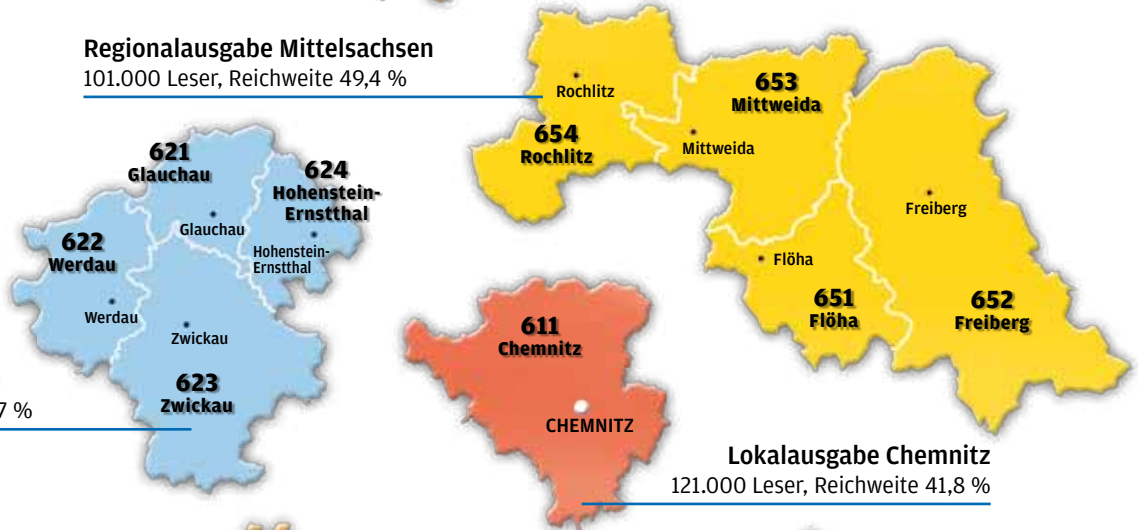 Regionalausgabe Mittelsachsen
101.000 Leser, Reichweite 49,4 %
Rochlitz
654
Rochlitz
653
Mittweida
Mittweida
Freiberg
Flöha
651
Flöha
652
Freiberg
621
Glauchau
624
Hohenstein-
Ernstthal
Glauchau
Hohenstein-
Ernstthal
622
Werdau
Werdau
Zwickau
623
Zwickau
7 %
611
Chemnitz
CHEMNITZ
Lokalausgabe Chemnitz
121.000 Leser, Reichweite 41,8 %